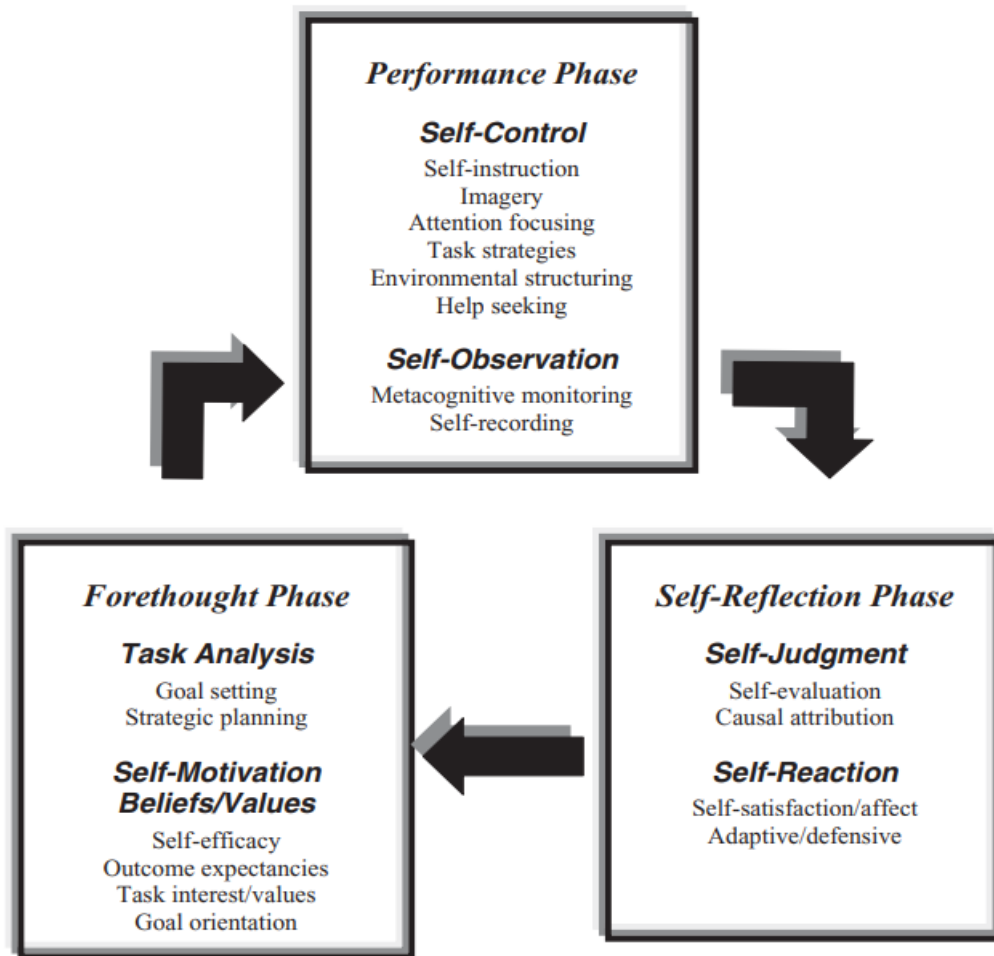 Performance Phase
Self-Control
Self-instruction
Imagery
Attention focusing
Task strategies
Environmental structuring
Help seeking
Self-Observation
Metacognitive monitoring
Self-recording
Forethought Phase
Task Analysis
Goal setting
Strategic planning
Self-Motivation
Beliefs/Values
Self-efficacy
Outcome expectancies
Task interest/values
Goal orientation
Self-Reflection Phase
Self-Judgment
Self-evaluation
Causal attribution
Self-Reaction
Self-satisfaction/affect
Adaptive/defensive